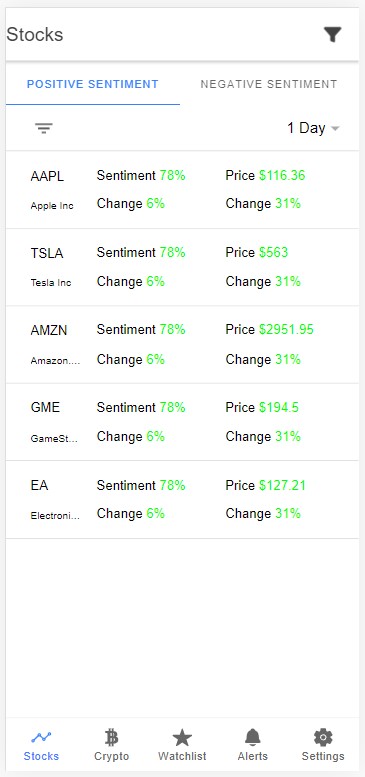 Stocks
POSITIVE SENTIMENT NEGATIVE SENTIMENT
1 Day
AAPL Sentiment 78% Price $116.36
Apple Inc Change 6% Change 31%
TSLA Sentiment 78% Price $563
Tesla Inc Change 6% Change 31%
AMZN Sentiment 78% Price $2951.95
Amazon.... Change 6% Change 31%
GME Sentiment 78% Price $194.5
GameSt... Change 6% Change 31%
EA Sentiment 78% Price $127.21
Electroni... Change 6% Change 31%
Stocks Crypto Watchlist Alerts Settings